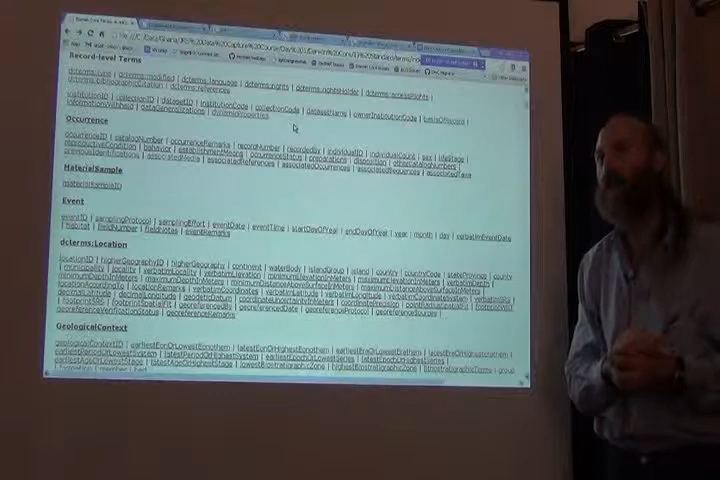 Record-level Terms
dcterms:type | dcterms:modified | dcterms:language | dcterms:rights | dcterms:rightsHolder | dcterms:accessRights |
dcterms:bibliographicCitation | dcterms:references
institutionID | collectionID | datasetID | institutionCode | collectionCode | datasetName | ownerInstitutionCode | basisOfRecord |
informationWithheld | dataGeneralizations | dynamicProperties
Occurrence
occurrenceID | catalogNumber | occurrenceRemarks | recordNumber | recordedBy | individualID | individualCount | sex | lifeStage |
reproductiveCondition | behavior | establishmentMeans | occurrenceStatus | preparations | disposition | otherCatalogNumbers |
previousIdentifications | associatedMedia | associatedReferences | associatedOccurrences | associatedSequences | associatedTaxa
MaterialSample
materialSampleID
Event
eventID | samplingProtocol | samplingEffort | eventDate | eventTime | startDayOfYear | endDayOfYear | year | month | day | verbatimEventDate
| habitat | fieldNumber | fieldNotes | eventRemarks
dcterms:Location
locationID | higherGeographyID | higherGeography | continent | waterBody | islandGroup | island | country | countryCode | stateProvince | county
| municipality | locality | verbatimLocality | verbatimElevation | minimumElevationInMeters | maximumElevationInMeters | verbatimDepth |
minimumDepthInMeters | maximumDepthInMeters | minimumDistanceAboveSurfaceInMeters | maximumDistanceAboveSurfaceInMeters |
locationAccordingTo | locationRemarks | verbatimCoordinates | verbatimLatitude | verbatimLongitude | verbatimCoordinateSystem | verbatimSRS |
decimalLatitude | decimalLongitude | geodeticDatum | coordinateUncertaintyInMeters | coordinatePrecision | pointRadiusSpatialFit | footprintWKT
| footprintSRS | footprintSpatialFit | georeferencedBy | georeferencedDate | georeferenceProtocol | georeferenceSources |
georeferenceVerificationStatus | georeferenceRemarks
GeologicalContext
geologicalContextID | earliestEonOrLowestEonothem | latestEonOrHighestEonothem | earliestEraOrLowestErathem | latestEraOrHighestErathem |
earliestPeriodOrLowestSystem | latestPeriodOrHighestSystem | earliestEpochOrLowestSeries | latestEpochOrHighestSeries |
earliestAgeOrLowestStage | latestAgeOrHighestStage | lowestBiostratigraphicZone | highestBiostratigraphicZone | lithostratigraphicTerms | group
| formation | member | bed